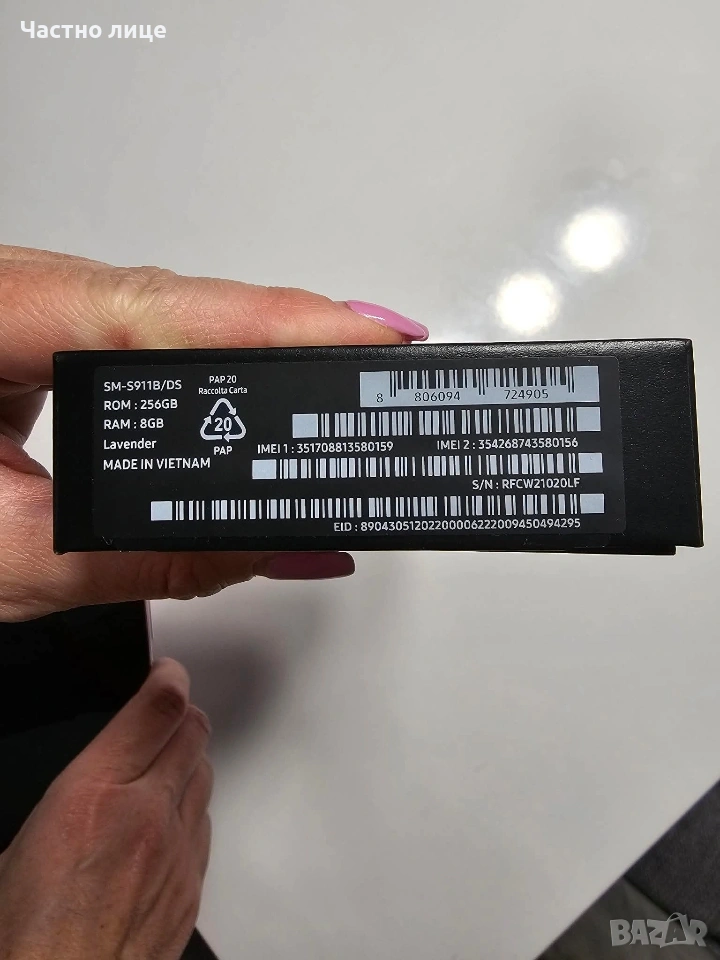 Частно лице
SM-S911B/DS
ROM : 256GB
RAM : 8GB
Lavender
MADE IN VIETNAM
PAP 20
Raccolta Carta
20
PAP
8 806094 724905
IMEI 1 : 351708813580159 IMEI 2 : 354268743580156
S/N : RFCW21020LF
EID : 89043051202200006222009450494295
BAZAR